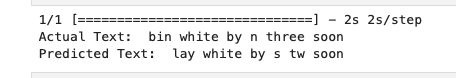 1/1 [==============================] - 2s 2s/step
Actual Text:  bin white by n three soon
Predicted Text:  lay white by s tw soon